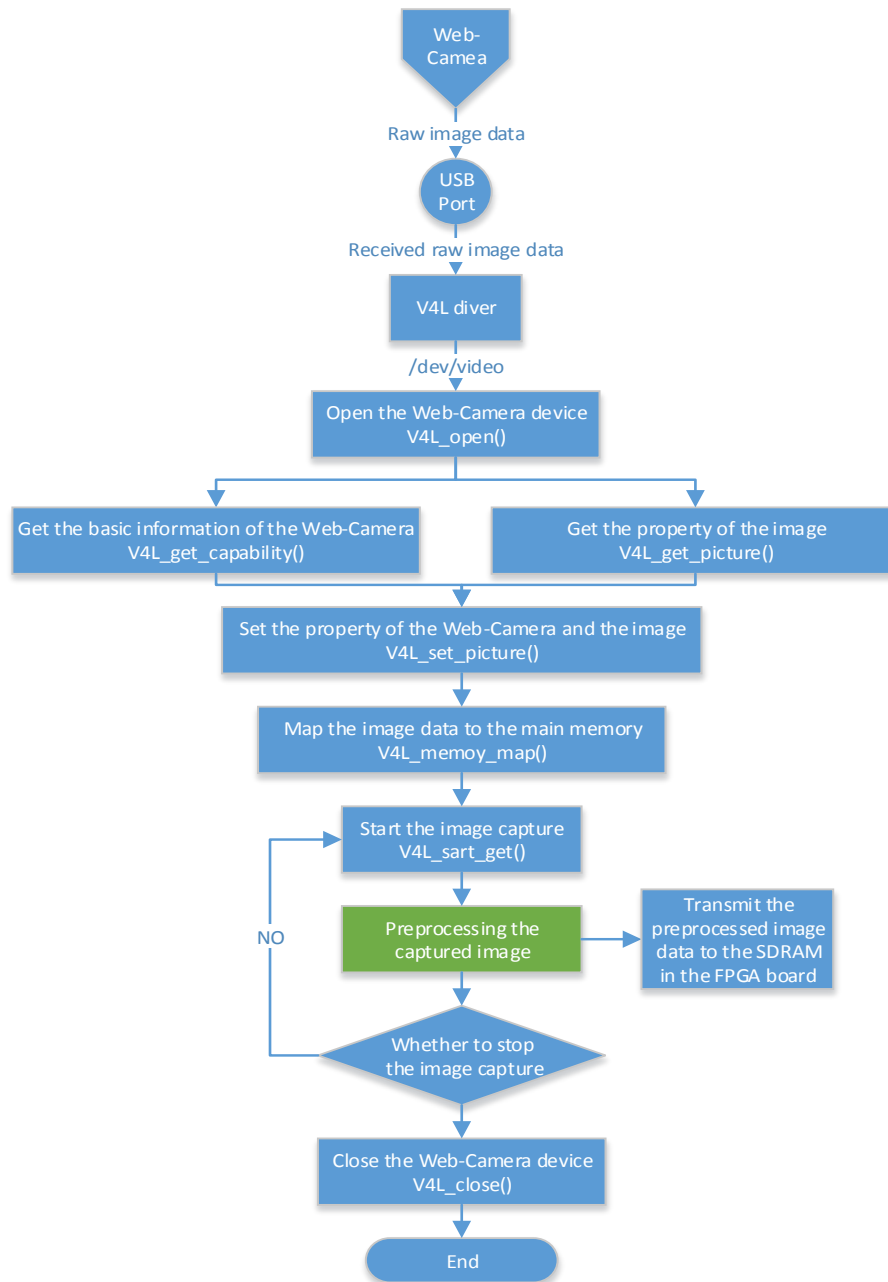 Web-
Camea
Raw image data
USB
Port
Received raw image data
V4L diver
/dev/video
Open the Web-Camera device
V4L_open()
Get the basic information of the Web-Camera
V4L_get_capability()
Get the property of the image
V4L_get_picture()
Set the property of the Web-Camera and the image
V4L_set_picture()
Map the image data to the main memory
V4L_memoy_map()
Start the image capture
V4L_sart_get()
Preprocessing the
captured image
Transmit the
preprocessed image
data to the SDRAM
in the FPGA board
NO
Whether to stop
the image capture
Close the Web-Camera device
V4L_close()
End